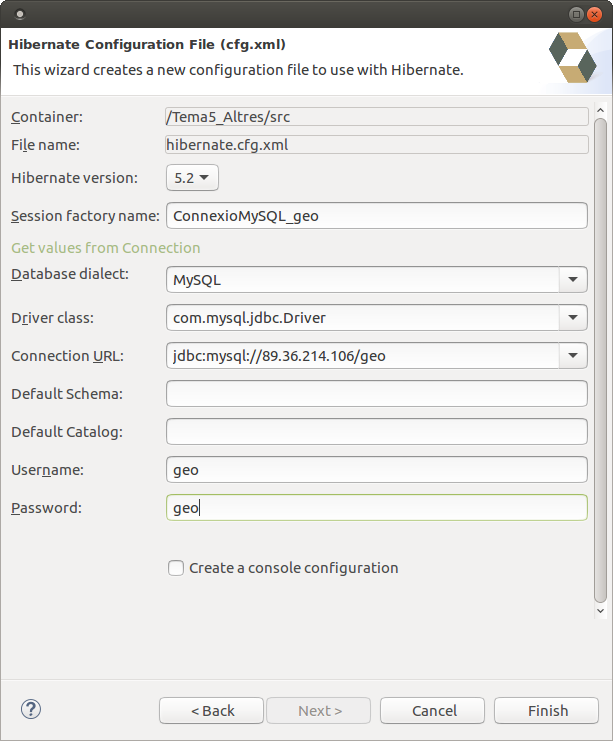 Hibernate Configuration File (cfg.xml)
This wizard creates a new configuration file to use with Hibernate.
Container: /Tema5_Altres/src
File name: hibernate.cfg.xml
Hibernate version: 5.2
Session factory name: ConnexioMySQL_geo
Get values from Connection
Database dialect: MySQL
Driver class: com.mysql.jdbc.Driver
Connection URL: jdbc:mysql://89.36.214.106/geo
Default Schema:
Default Catalog:
Username: geo
Password: geo
Create a console configuration
? < Back Next > Cancel Finish